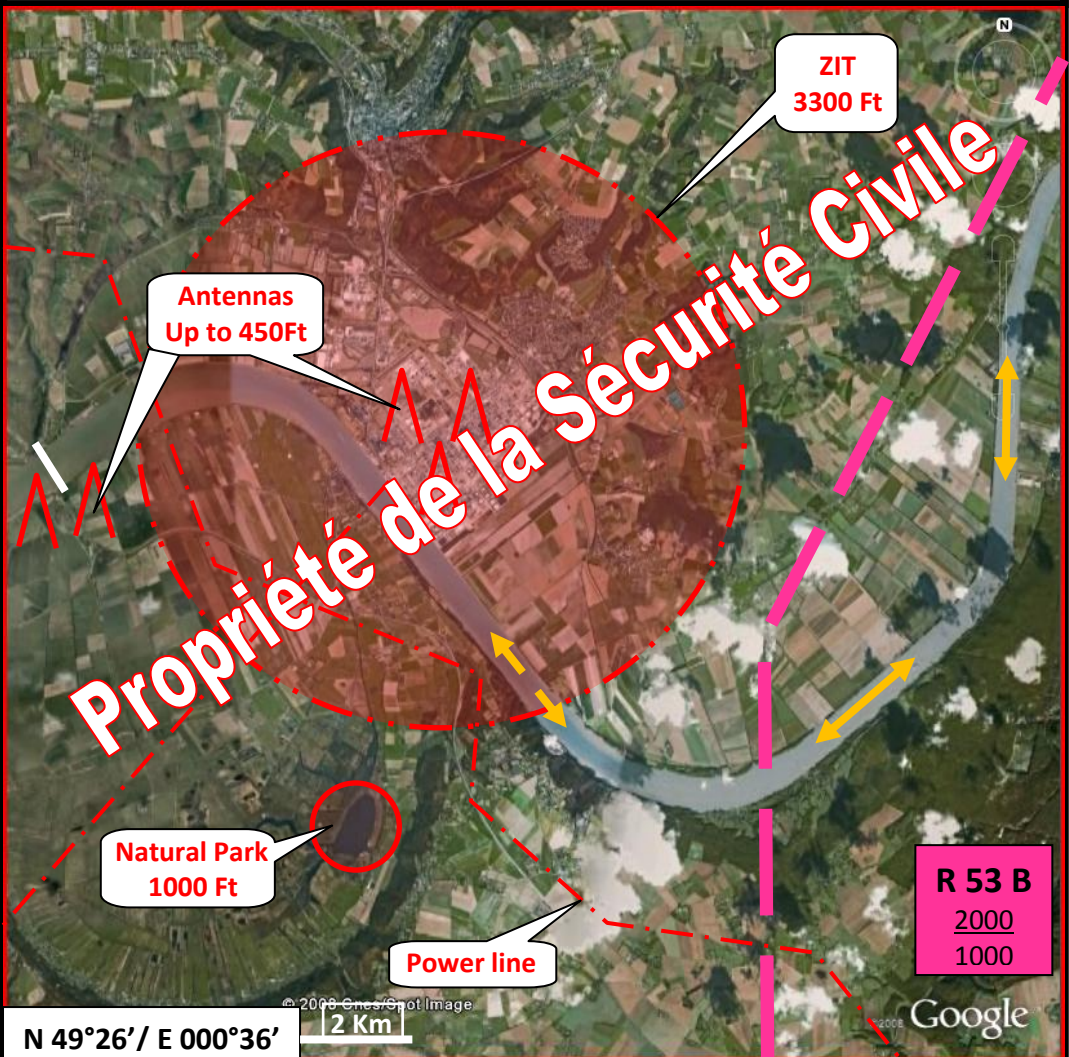 N
ZIT
3300 Ft
Antennas
Up to 450Ft
Propriété de la Sécurité Civile
Natural Park
1000 Ft
Power line
R 53 B
2000
1000
© 2008 Cnes/Spot Image
2 Km
©2008 Google
N 49°26’/ E 000°36’